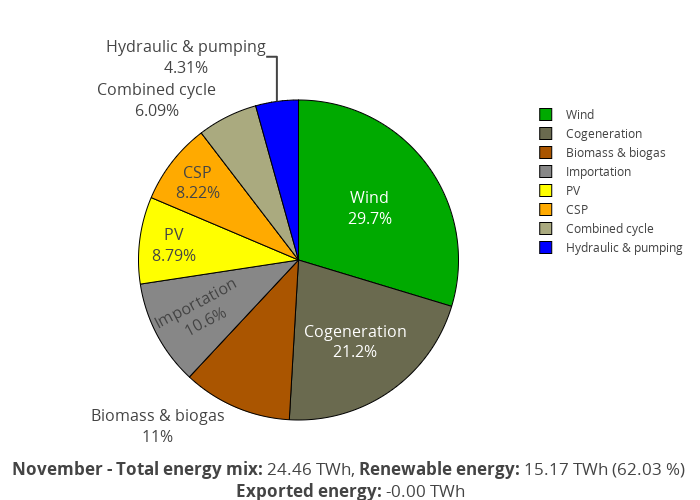 Hydraulic & pumping
4.31%
Combined cycle
6.09%
CSP
8.22%
PV
8.79%
Importation
10.6%
Biomass & biogas
11%
Wind
29.7%
Cogeneration
21.2%
Wind
Cogeneration
Biomass & biogas
Importation
PV
CSP
Combined cycle
Hydraulic & pumping
November - Total energy mix: 24.46 TWh, Renewable energy: 15.17 TWh (62.03 %)
Exported energy: -0.00 TWh